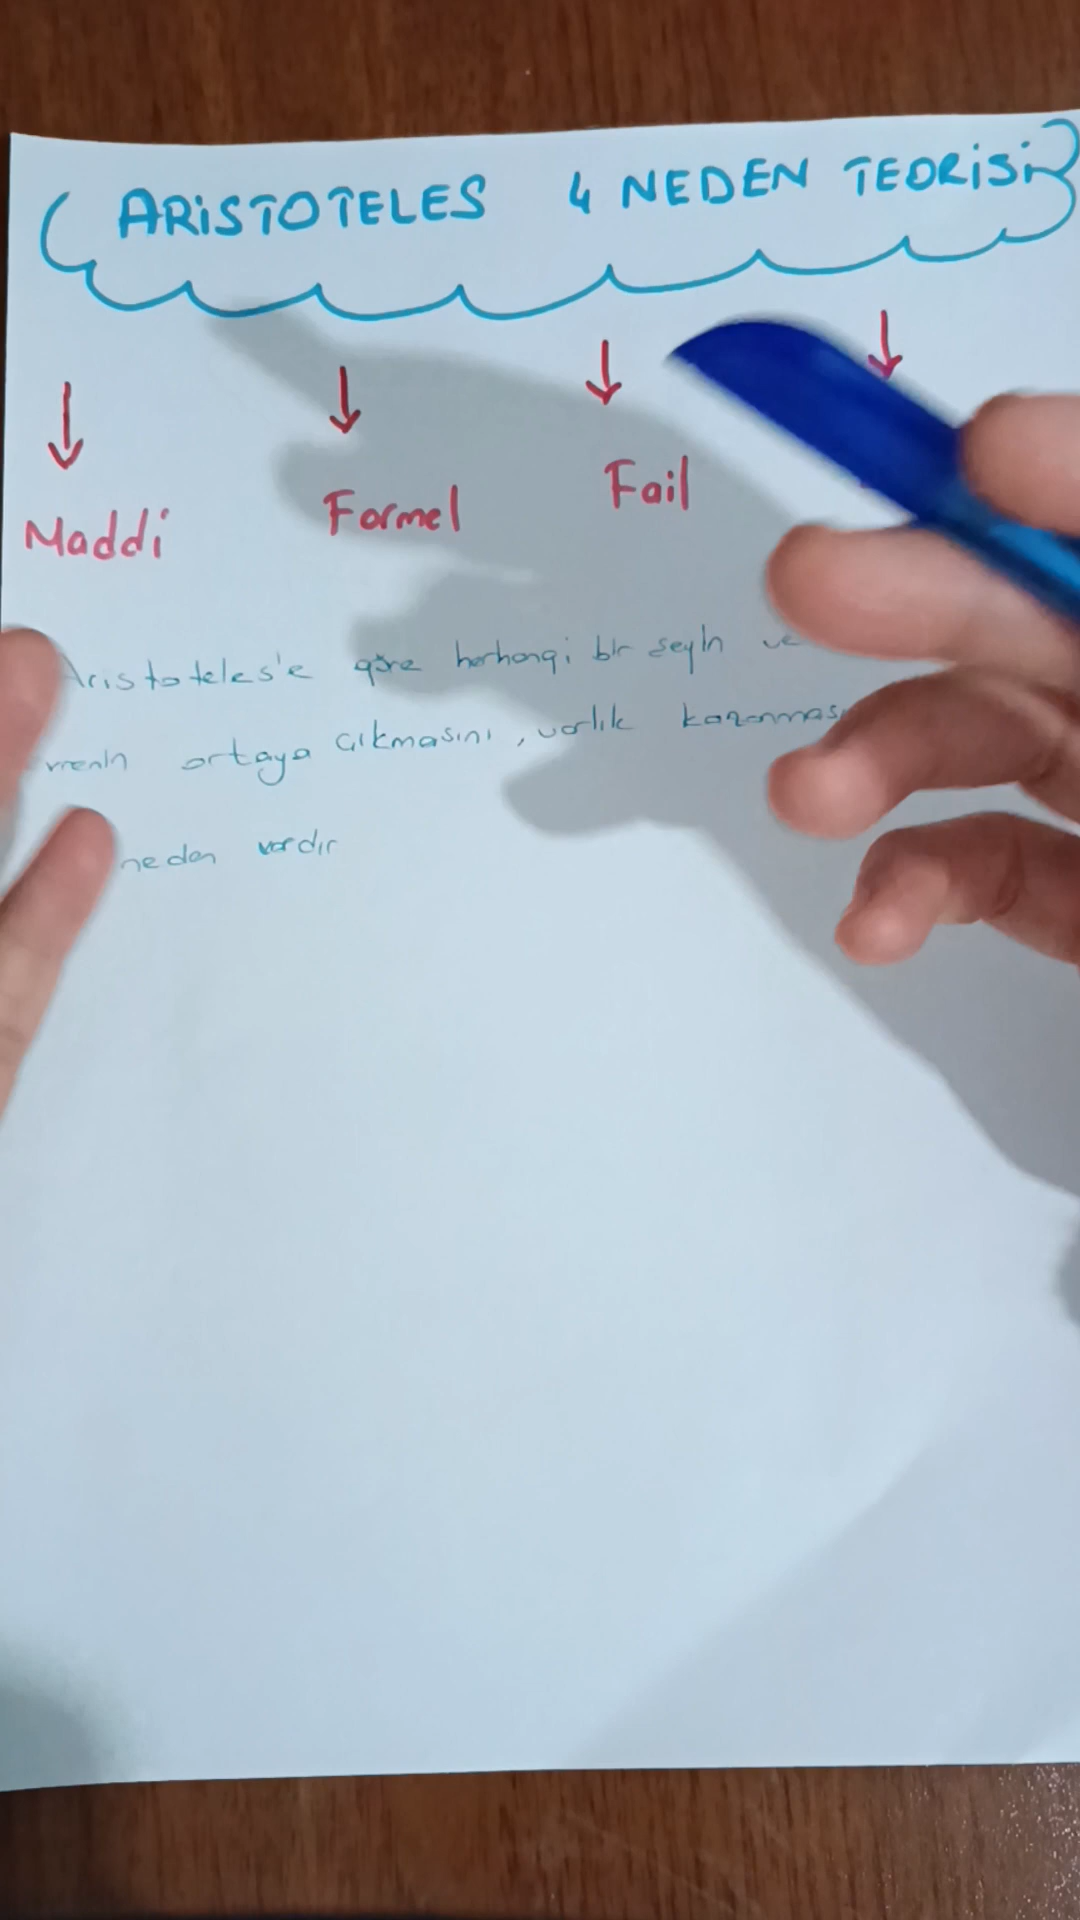 ARİSTOTELES 4 NEDEN TEORİSİ
Maddi Formel Fail
Aristoteles'e göre herhangi bir şeyin ve
ortaya çıkmasını, varlık kazanması
neden vardır